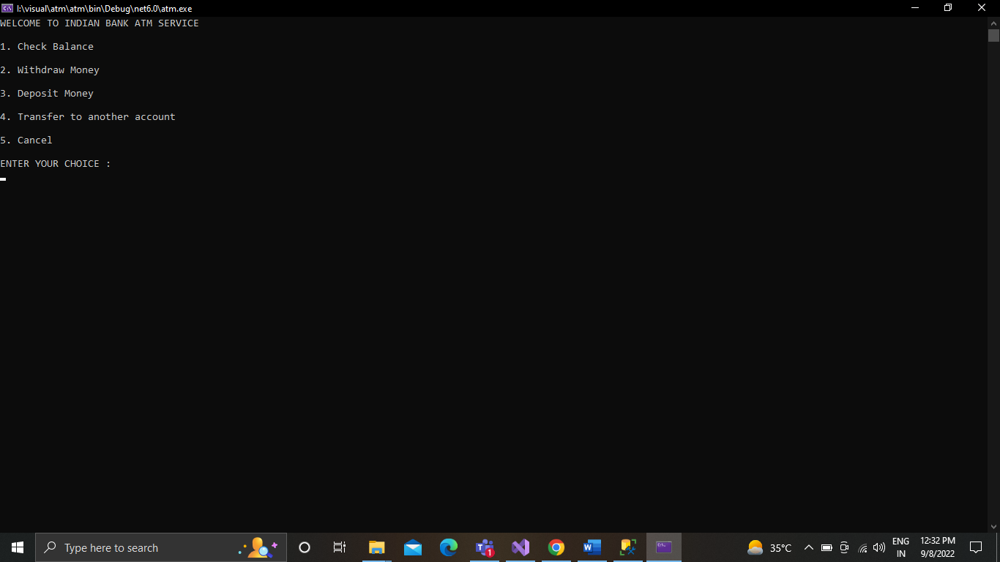 I:\visual\atm\atm\bin\Debug\net6.0\atm.exe
WELCOME TO INDIAN BANK ATM SERVICE
1. Check Balance
2. Withdraw Money
3. Deposit Money
4. Transfer to another account
5. Cancel
ENTER YOUR CHOICE :
Type here to search
1
35°C
ENG
IN
12:32 PM
9/8/2022